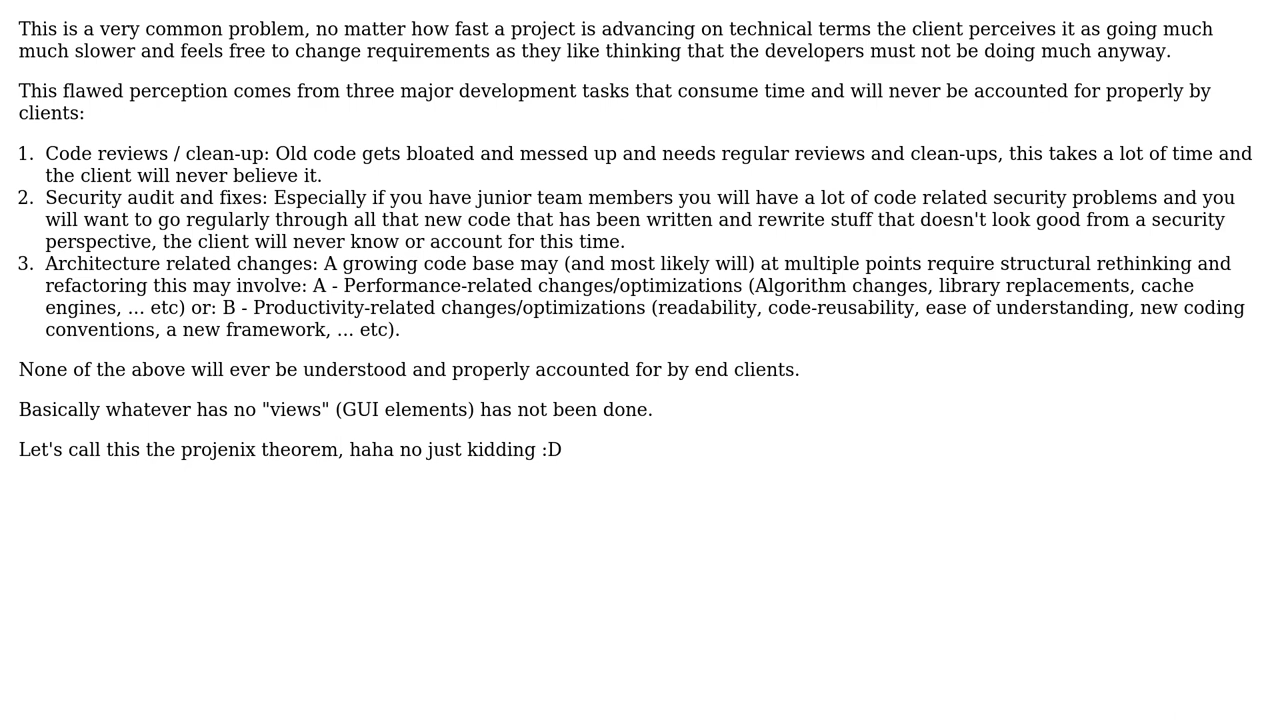 This is a very common problem, no matter how fast a project is advancing on technical terms the client perceives it as going much
much slower and feels free to change requirements as they like thinking that the developers must not be doing much anyway.
This flawed perception comes from three major development tasks that consume time and will never be accounted for properly by
clients:
1. Code reviews / clean-up: Old code gets bloated and messed up and needs regular reviews and clean-ups, this takes a lot of time and
the client will never believe it.
2. Security audit and fixes: Especially if you have junior team members you will have a lot of code related security problems and you
will want to go regularly through all that new code that has been written and rewrite stuff that doesn't look good from a security
perspective, the client will never know or account for this time.
3. Architecture related changes: A growing code base may (and most likely will) at multiple points require structural rethinking and
refactoring this may involve: A - Performance-related changes/optimizations (Algorithm changes, library replacements, cache
engines, ... etc) or: B - Productivity-related changes/optimizations (readability, code-reusability, ease of understanding, new coding
conventions, a new framework, ... etc).
None of the above will ever be understood and properly accounted for by end clients.
Basically whatever has no "views" (GUI elements) has not been done.
Let's call this the projenix theorem, haha no just kidding :D